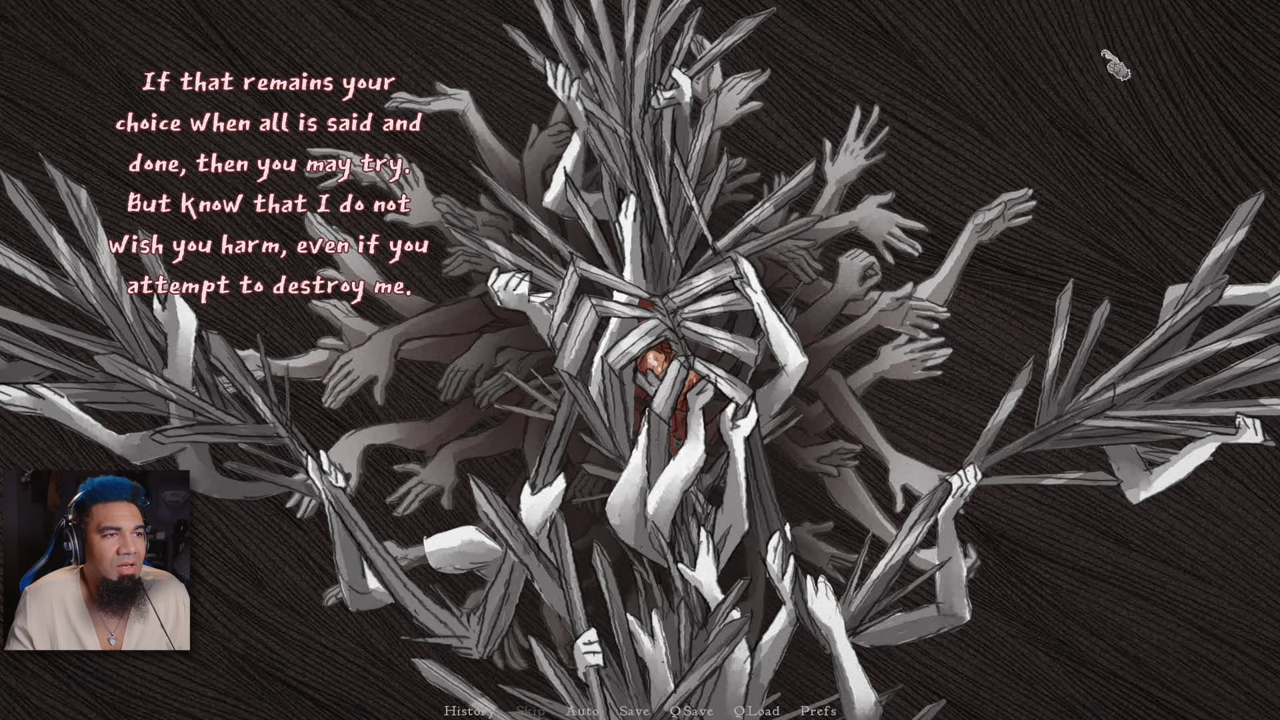 If that remains your
choice when all is said and
done, then you may try.
But know that I do not
wish you harm, even if you
attempt to destroy me.
History Skip Auto Save Q.Save Q.Load Prefs